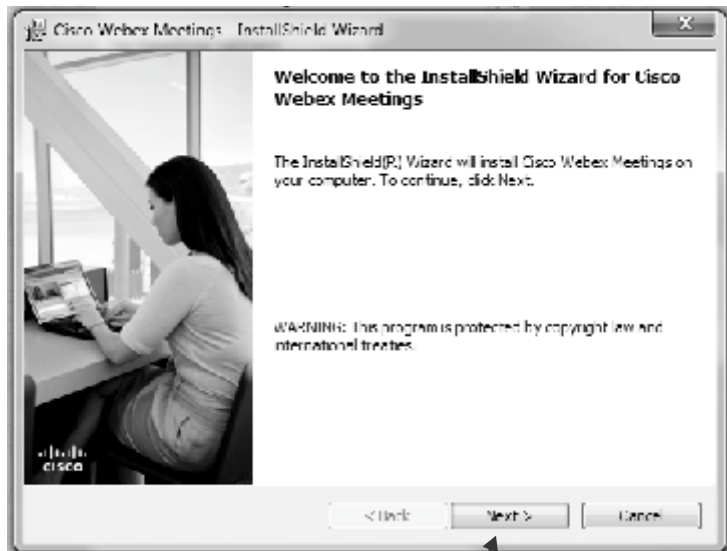 Cisco Webex Meetings - InstallShield Wizard
Welcome to the InstallShield Wizard for Cisco
Webex Meetings
The InstallShield(R) Wizard will install Cisco Webex Meetings on
your computer. To continue, click Next.
WARNING: This program is protected by copyright law and
international treaties.
CISCO
< Back
Next >
Cancel